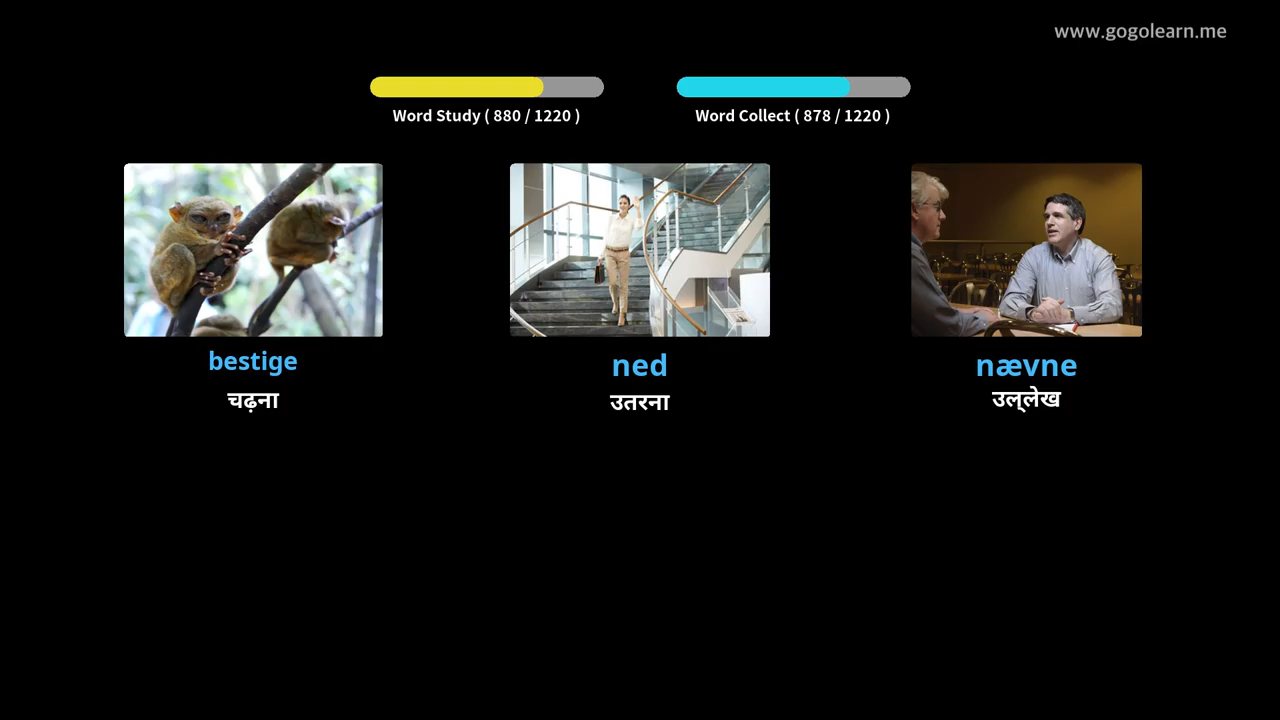 www.gogolearn.me
Word Study ( 880 / 1220 )
Word Collect ( 878 / 1220 )
bestige
ned
nævne
चढ़ना
उतरना
उल्लेख